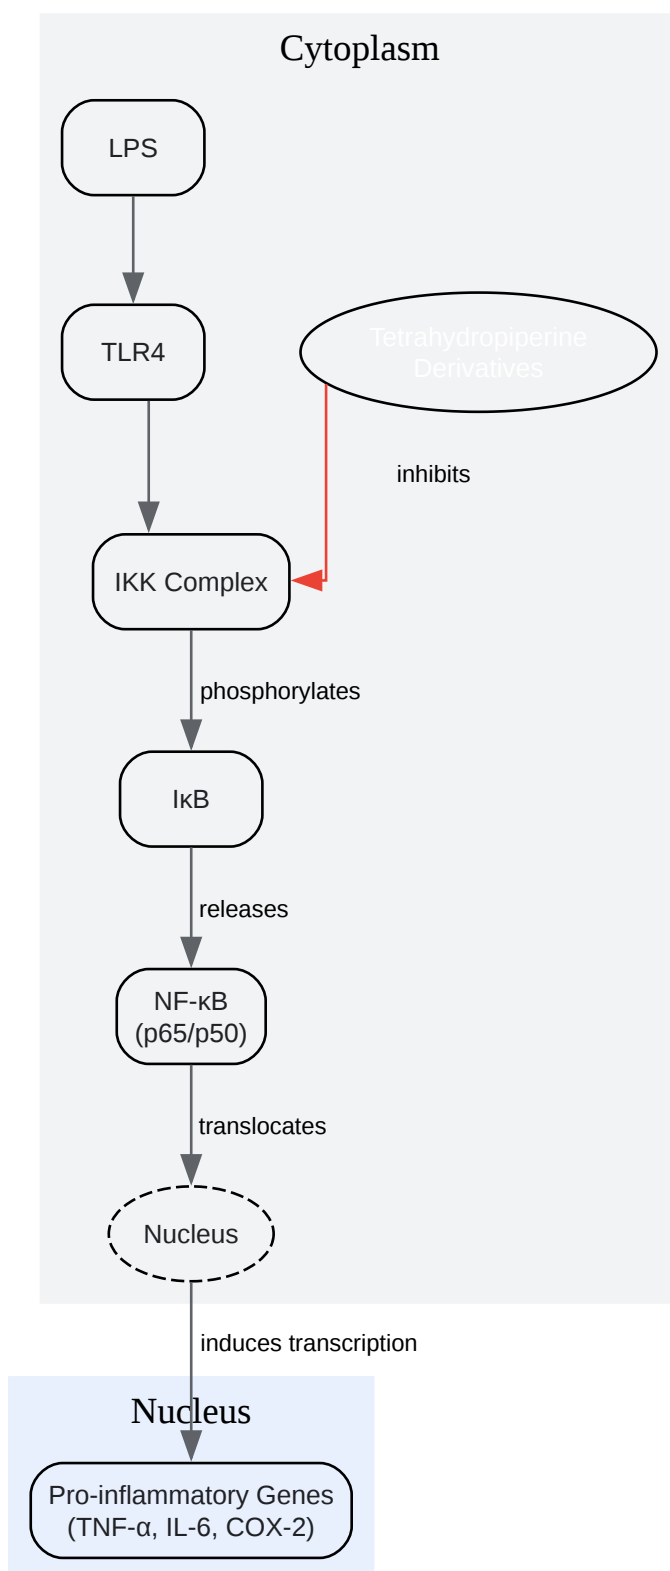 Cytoplasm
LPS
TLR4
Tetrahydropiperine
Derivatives
inhibits
IKK Complex
phosphorylates
IκB
releases
NF-κB
(p65/p50)
translocates
Nucleus
induces transcription
Nucleus
Pro-inflammatory Genes
(TNF-α, IL-6, COX-2)